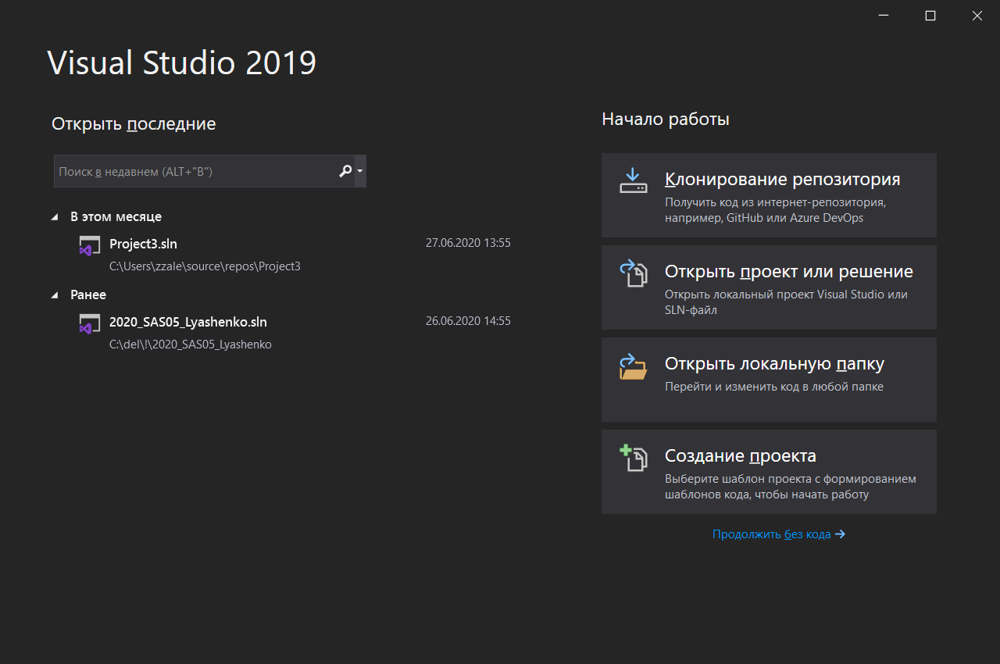 Visual Studio 2019
Открыть последние
Поиск в недавнем (ALT+"В")
В этом месяце
Project3.sln
27.06.2020 13:55
C:\Users\zzale\source\repos\Project3
Ранее
2020_SAS05_Lyashenko.sln
26.06.2020 14:55
C:\del\!\2020_SAS05_Lyashenko
Начало работы
Клонирование репозитория
Получить код из интернет-репозитория,
например, GitHub или Azure DevOps
Открыть проект или решение
Открыть локальный проект Visual Studio или
SLN-файл
Открыть локальную папку
Перейти и изменить код в любой папке
Создание проекта
Выберите шаблон проекта с формированием
шаблонов кода, чтобы начать работу
Продолжить без кода →